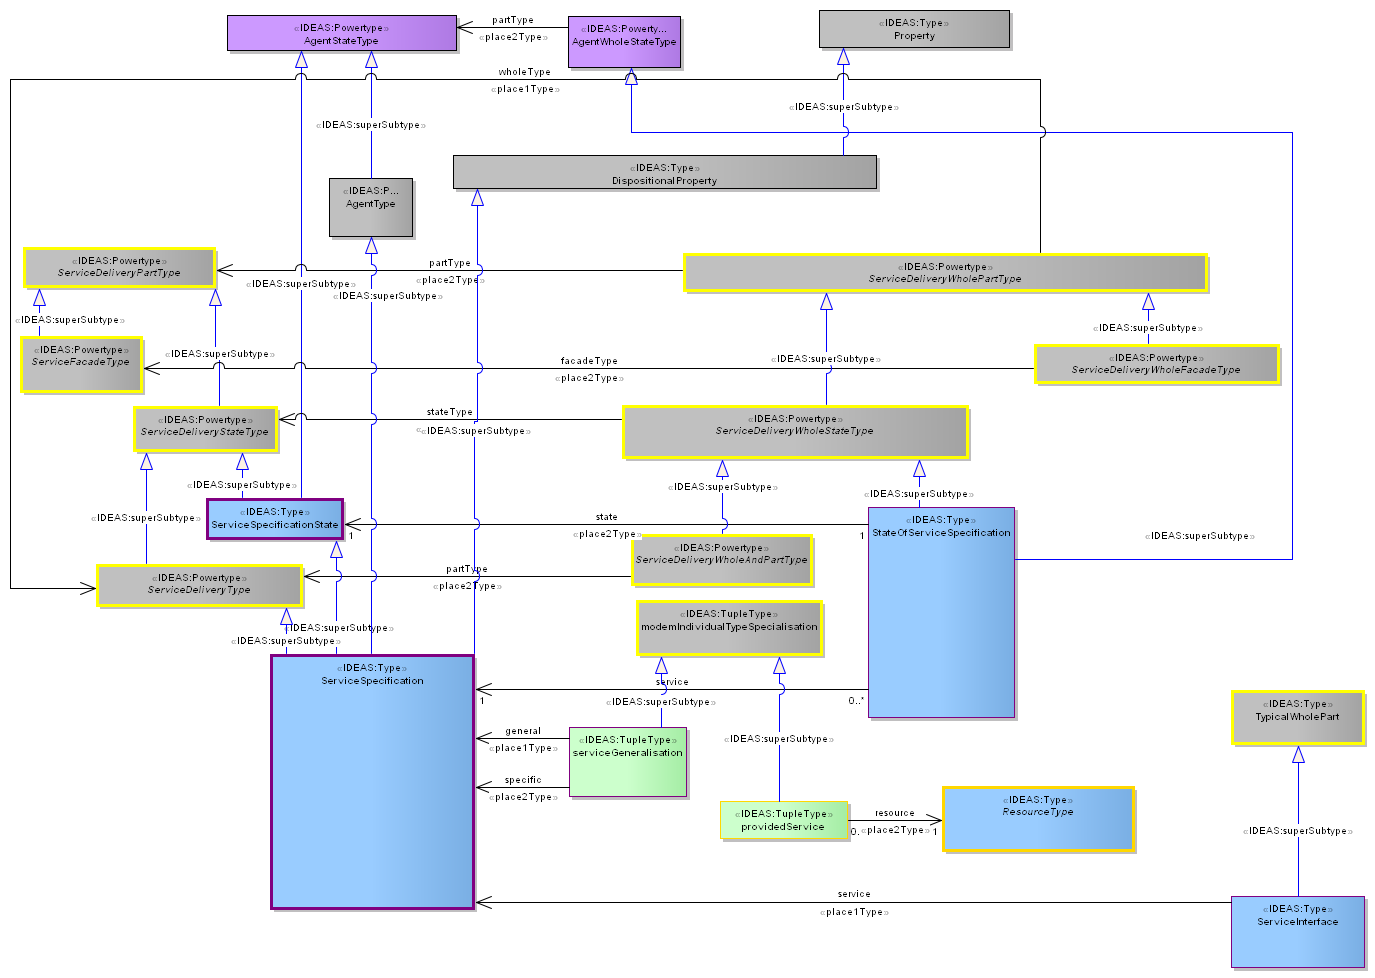 «IDEAS:Powertype»
AgentStateType
partType
«place2Type»
«IDEAS:Powerty...
AgentWholeStateType
«IDEAS:Type»
Property
wholeType
«place1Type»
«IDEAS:superSubtype»
«IDEAS:superSubtype»
«IDEAS:Type»
DispositionalProperty
«IDEAS:P...
AgentType
«IDEAS:Powertype»
ServiceDeliveryPartType
partType
«place2Type»
«IDEAS:Powertype»
ServiceDeliveryWholePartType
«IDEAS:superSubtype»
«IDEAS:superSubtype»
«IDEAS:superSubtype»
«IDEAS:superSubtype»
«IDEAS:Powertype»
ServiceFacadeType
«IDEAS:superSubtype»
facadeType
«place2Type»
«IDEAS:superSubtype»
«IDEAS:Powertype»
ServiceDeliveryWholeFacadeType
«IDEAS:Powertype»
ServiceDeliveryStateType
stateType
«place2Type»
«IDEAS:superSubtype»
«IDEAS:Powertype»
ServiceDeliveryWholeStateType
«IDEAS:superSubtype»
«IDEAS:superSubtype»
«IDEAS:superSubtype»
«IDEAS:superSubtype»
«IDEAS:Type»
ServiceSpecificationState
1
state
«place2Type»
1
«IDEAS:Type»
StateOfServiceSpecification
«IDEAS:superSubtype»
«IDEAS:Powertype»
ServiceDeliveryWholeAndPartType
«IDEAS:Powertype»
ServiceDeliveryType
partType
«place2Type»
«IDEAS:superSubtype»
«IDEAS:superSubtype»
«IDEAS:TupleType»
modemIndividualTypeSpecialisation
«IDEAS:Type»
ServiceSpecification
service
1
0..*
«IDEAS:superSubtype»
general
«place1Type»
«IDEAS:TupleType»
serviceGeneralisation
«IDEAS:superSubtype»
specific
«place2Type»
«IDEAS:Type»
TypicalWholePart
«IDEAS:TupleType»
providedService
resource
0..
«place2Type»
1
«IDEAS:Type»
ResourceType
«IDEAS:superSubtype»
service
«place1Type»
«IDEAS:Type»
ServiceInterface